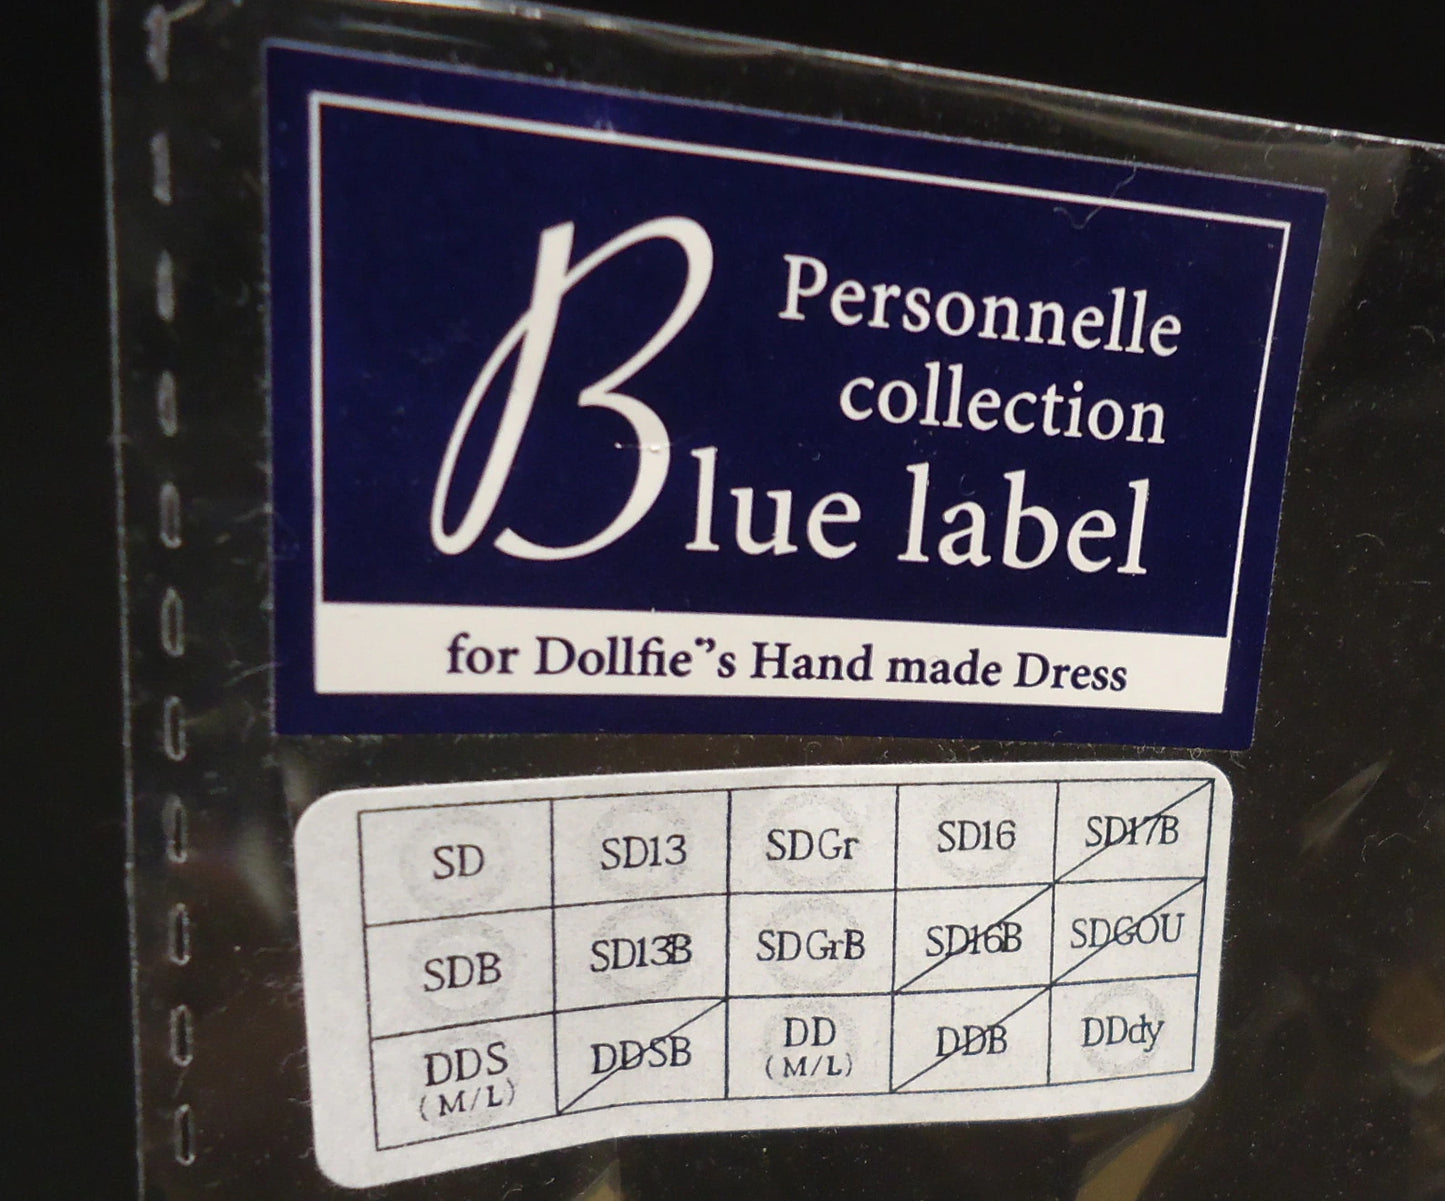 Personnelle
collection
Blue label
for Dollfie"s Hand made Dress
SD SD13 SDGr SD16 SD17B
SDB SD13B SDGrB SD16B SDGOU
DDS DDSB DD DDB DDdy
(M/L) (M/L)